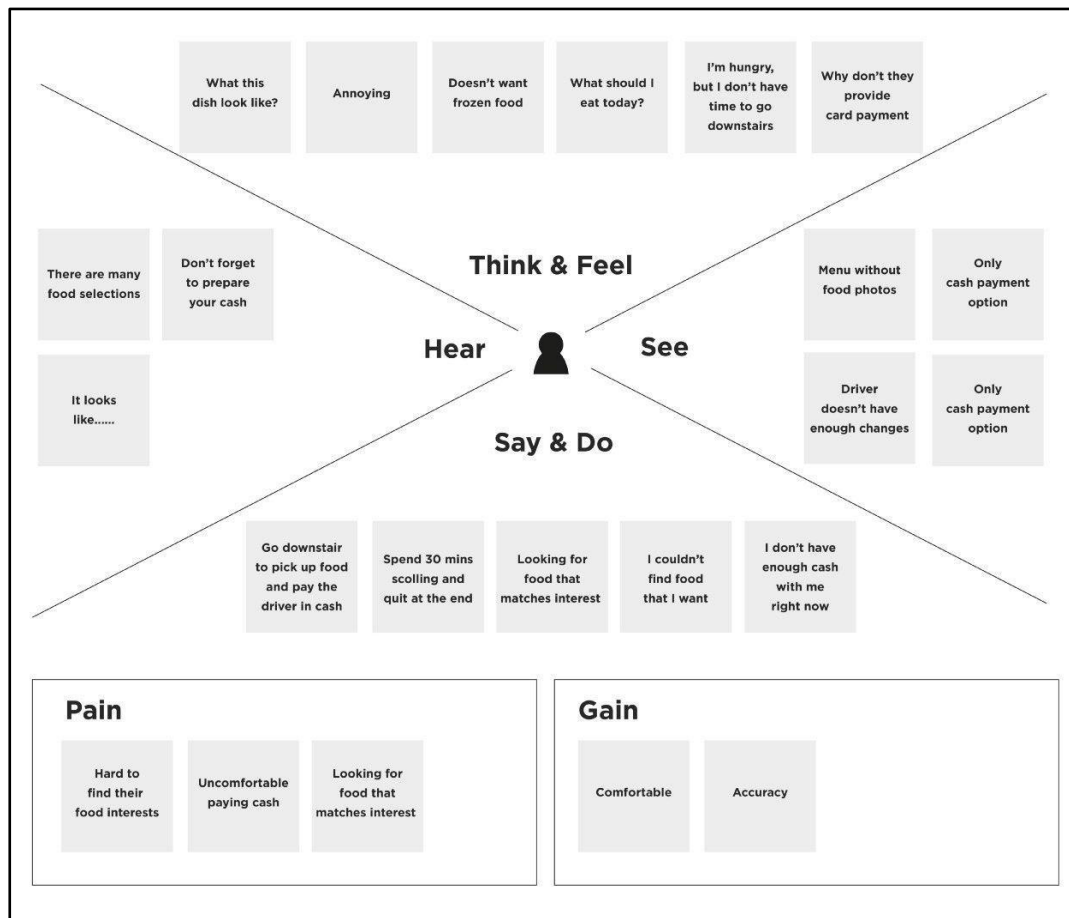 What this
dish look like?
Annoying
Doesn't want
frozen food
What should I
eat today?
I'm hungry,
but I don't have
time to go
downstairs
Why don't they
provide
card payment
Think & Feel
There are many
food selections
Don't forget
to prepare
your cash
It looks
like......
Hear
See
Menu without
food photos
Only
cash payment
option
Driver
doesn't have
enough changes
Only
cash payment
option
Say & Do
Go downstair
to pick up food
and pay the
driver in cash
Spend 30 mins
scolling and
quit at the end
Looking for
food that
matches interest
I couldn't
find food
that I want
I don't have
enough cash
with me
right now
Pain
Hard to
find their
food interests
Uncomfortable
paying cash
Looking for
food that
matches interest
Gain
Comfortable
Accuracy